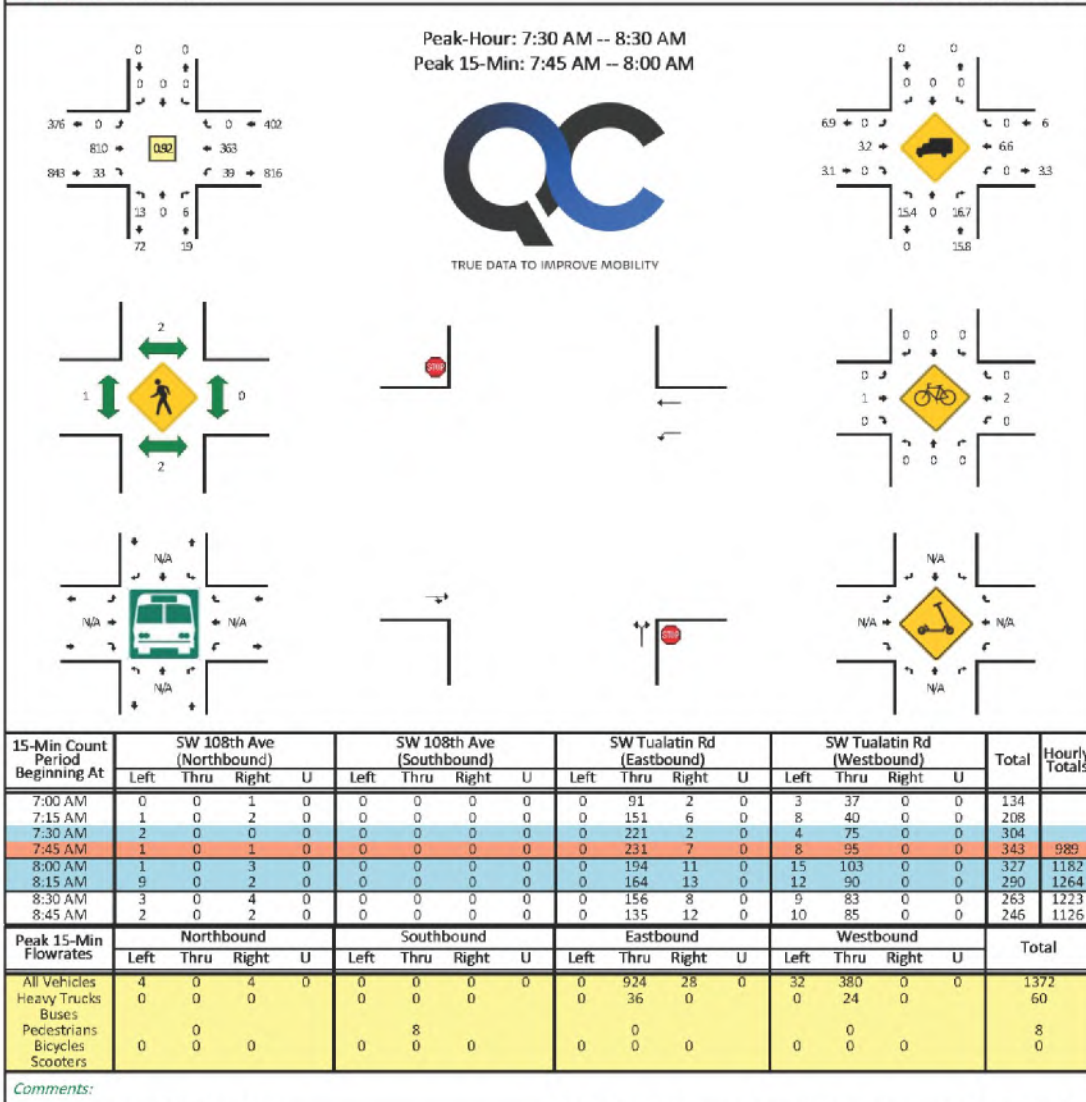 Peak-Hour: 7:30 AM -- 8:30 AM
Peak 15-Min: 7:45 AM -- 8:00 AM
QC
TRUE DATA TO IMPROVE MOBILITY
0 0
0 0 0
376 0 0 402
810 0.92 363
843 33 39 816
13 0 6
72 19
0 0
0 0 0
6.9 0 0 6
3.2 6.6
3.1 0 0 3.3
15.4 0 16.7
0 15.8
2
1 0
2
STOP
0 0 0
0 0
1 2
0 0
0 0 0
N/A
N/A N/A
N/A
STOP
N/A
N/A N/A
N/A
15-Min Count Period Beginning At SW 108th Ave (Northbound) SW 108th Ave (Southbound) SW Tualatin Rd (Eastbound) SW Tualatin Rd (Westbound) Total Hourly Totals
Left Thru Right U Left Thru Right U Left Thru Right U Left Thru Right U
7:00 AM 0 0 1 0 0 0 0 0 0 91 2 0 3 37 0 0 134
7:15 AM 1 0 2 0 0 0 0 0 0 151 6 0 8 40 0 0 208
7:30 AM 2 0 0 0 0 0 0 0 0 221 2 0 4 75 0 0 304
7:45 AM 1 0 1 0 0 0 0 0 0 231 7 0 8 95 0 0 343 989
8:00 AM 1 0 3 0 0 0 0 0 0 194 11 0 15 103 0 0 327 1182
8:15 AM 9 0 2 0 0 0 0 0 0 164 13 0 12 90 0 0 290 1264
8:30 AM 3 0 4 0 0 0 0 0 0 156 8 0 9 83 0 0 263 1223
8:45 AM 2 0 2 0 0 0 0 0 0 135 12 0 10 85 0 0 246 1126
Peak 15-Min Flowrates Northbound Southbound Eastbound Westbound Total
Left Thru Right U Left Thru Right U Left Thru Right U Left Thru Right U
All Vehicles 4 0 4 0 0 0 0 0 0 924 28 0 32 380 0 0 1372
Heavy Trucks 0 0 0 0 0 0 0 36 0 0 24 0 60
Buses
Pedestrians 0 8 0 0 8
Bicycles 0 0 0 0 0 0 0 0 0 0 0 0 0
Scooters
Comments: